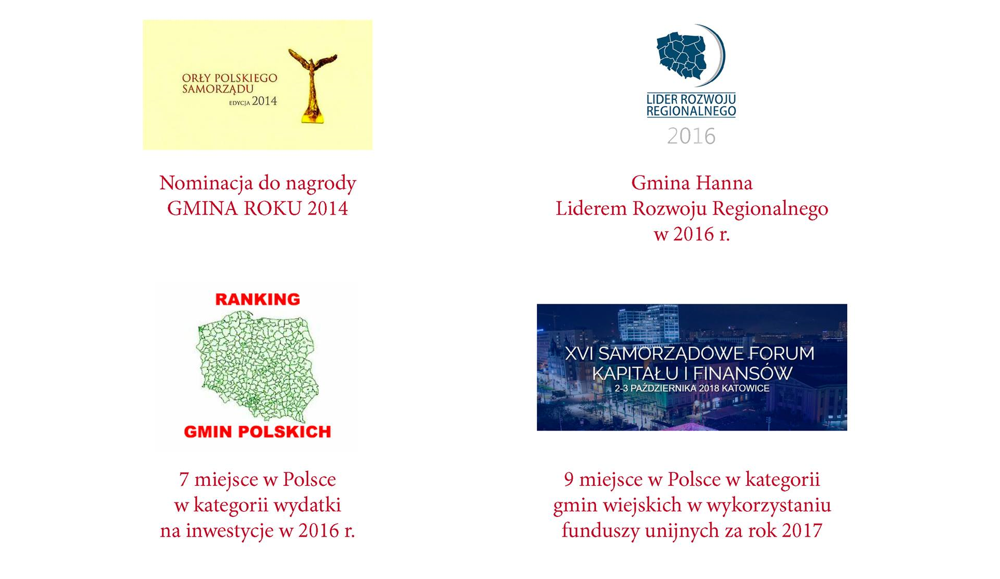 ORŁY POLSKIEGO
SAMORZĄDU
EDYCJA 2014
Nominacja do nagrody
GMINA ROKU 2014
LIDER ROZWOJU
REGIONALNEGO
2016
Gmina Hanna
Liderem Rozwoju Regionalnego
w 2016 r.
RANKING
GMIN POLSKICH
7 miejsce w Polsce
w kategorii wydatki
na inwestycje w 2016 r.
XVI SAMORZĄDOWE FORUM
KAPITAŁU I FINANSÓW
2-3 PAŹDZIERNIKA 2018 KATOWICE
9 miejsce w Polsce w kategorii
gmin wiejskich w wykorzystaniu
funduszy unijnych za rok 2017